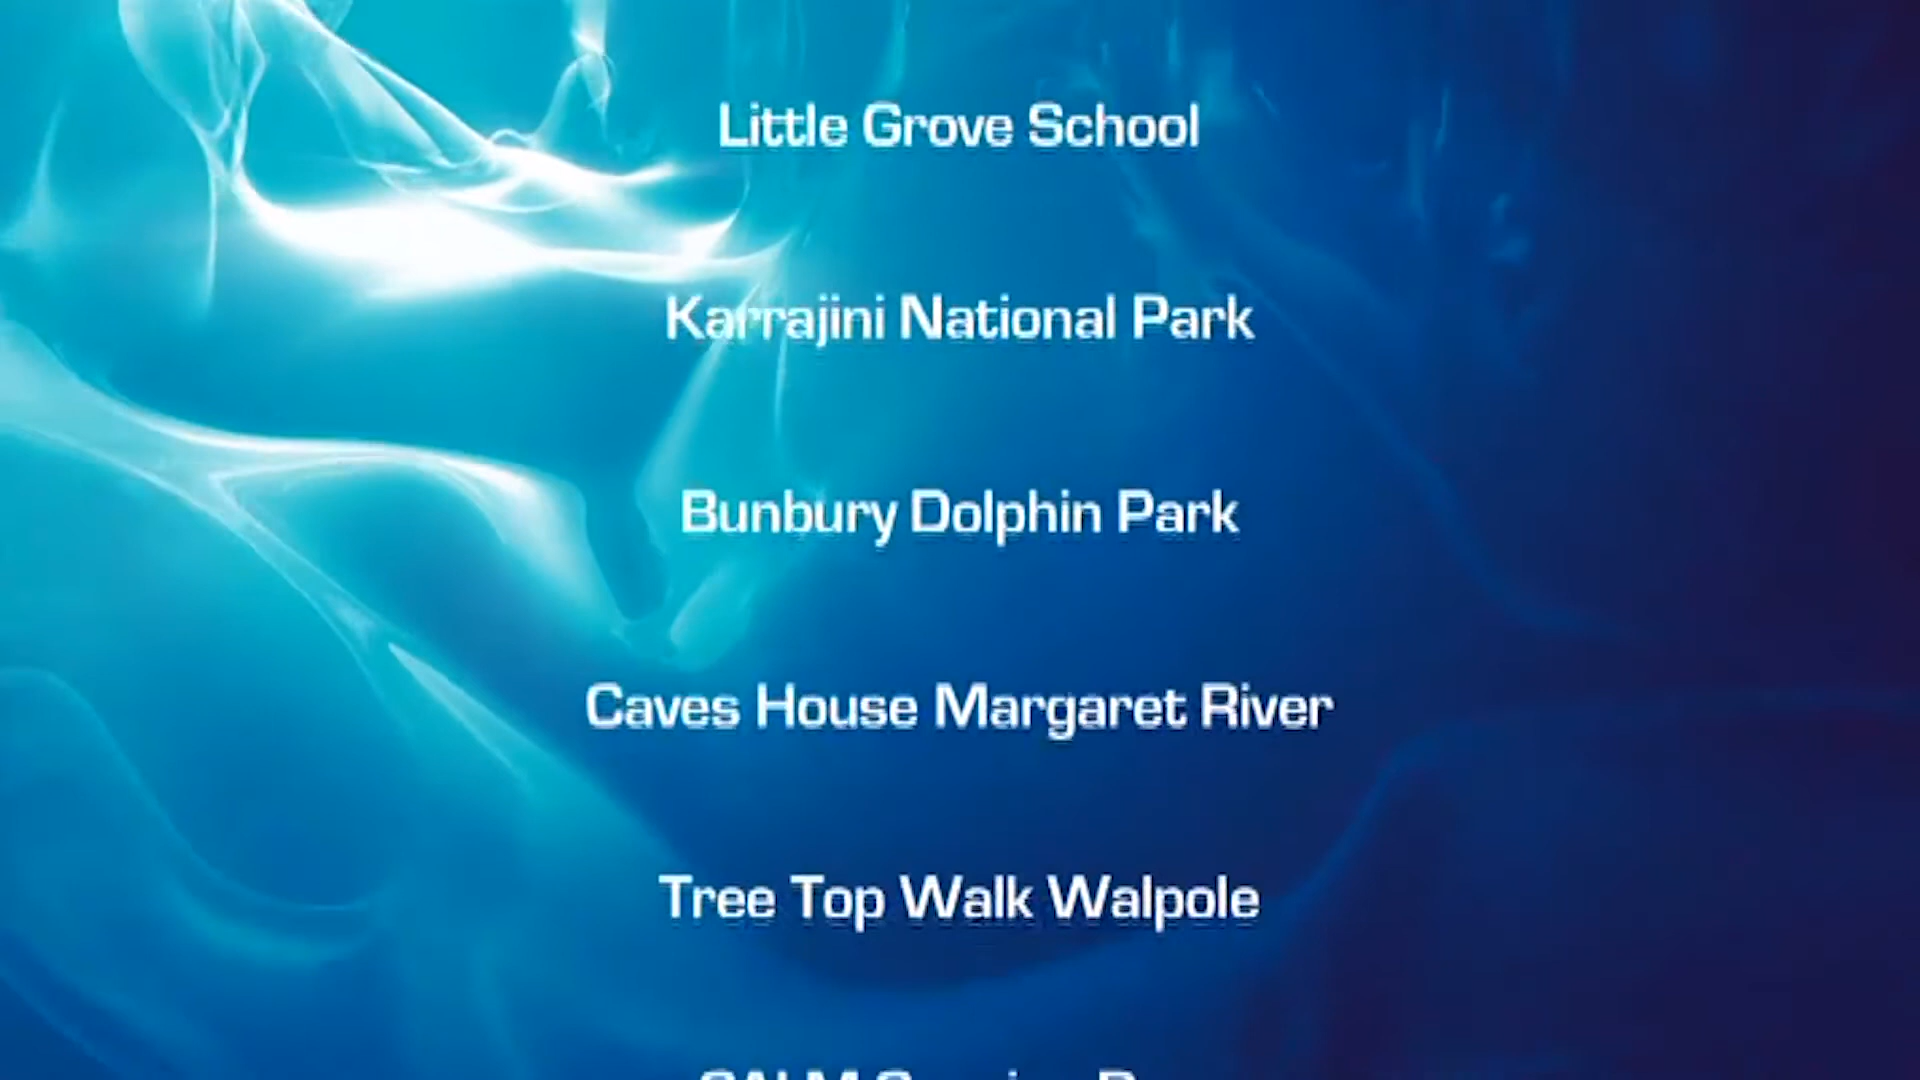 Little Grove School
Karrajini National Park
Bunbury Dolphin Park
Caves House Margaret River
Tree Top Walk Walpole